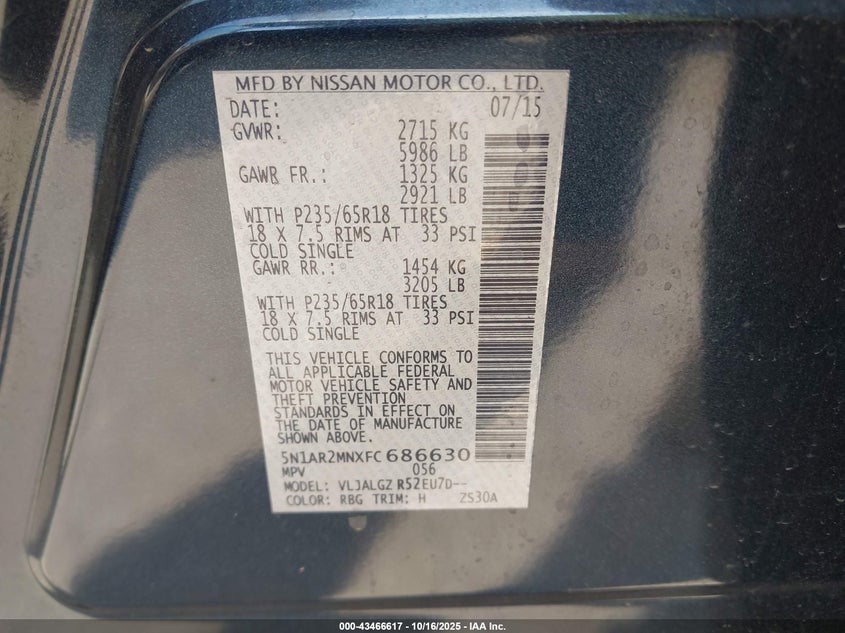 MFD BY NISSAN MOTOR CO., LTD.
DATE: 07/15
GVWR: 2715 KG
5986 LB
GAWR FR.: 1325 KG
2921 LB
WITH P235/65R18 TIRES
18 X 7.5 RIMS AT 33 PSI
COLD SINGLE
GAWR RR.: 1454 KG
3205 LB
WITH P235/65R18 TIRES
18 X 7.5 RIMS AT 33 PSI
COLD SINGLE
THIS VEHICLE CONFORMS TO
ALL APPLICABLE FEDERAL
MOTOR VEHICLE SAFETY AND
THEFT PREVENTION
STANDARDS IN EFFECT ON
THE DATE OF MANUFACTURE
SHOWN ABOVE.
5N1AR2MNXFC686630
MPV 056
MODEL: VLJALGZ R52EU7D--
COLOR: RBG TRIM: H ZS30A
000-43466617 - 10/16/2025 - IAA Inc.